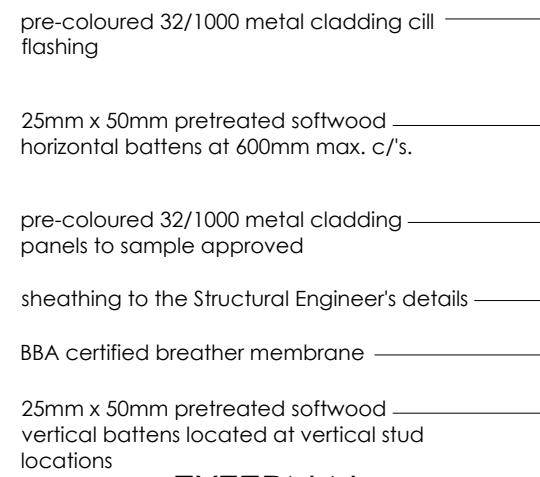 pre-coloured 32/1000 metal cladding cill
flashing
25mm x 50mm pretreated softwood
horizontal battens at 600mm max. c/'s.
pre-coloured 32/1000 metal cladding
panels to sample approved
sheathing to the Structural Engineer's details
BBA certified breather membrane
25mm x 50mm pretreated softwood
vertical battens located at vertical stud
locations